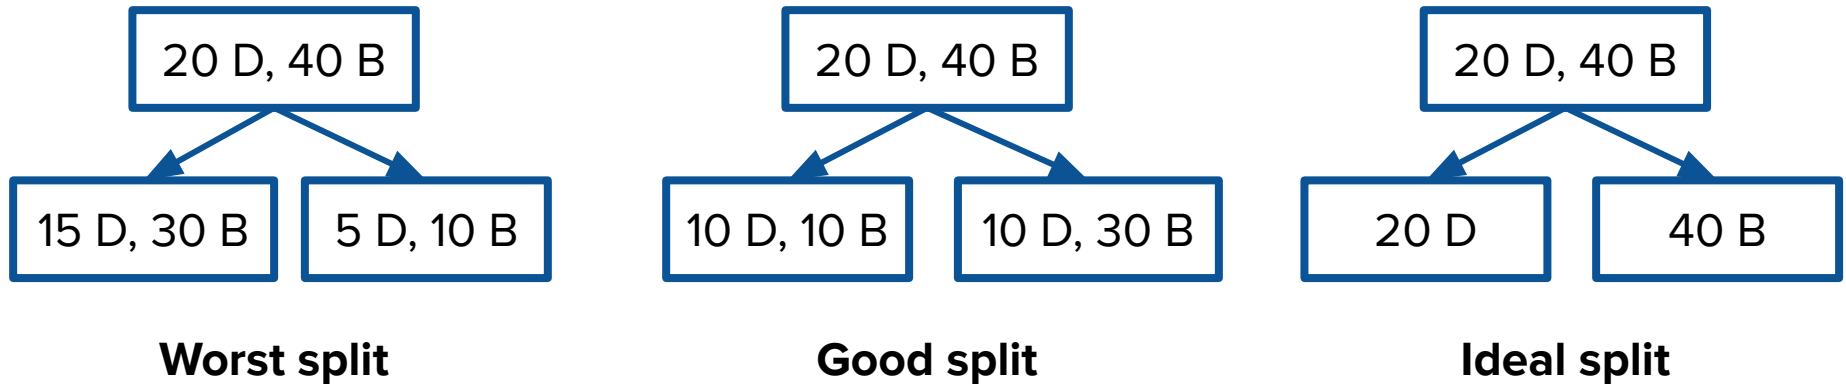 20 D, 40 B
15 D, 30 B
5 D, 10 B
Worst split
20 D, 40 B
10 D, 10 B
10 D, 30 B
Good split
20 D, 40 B
20 D
40 B
Ideal split